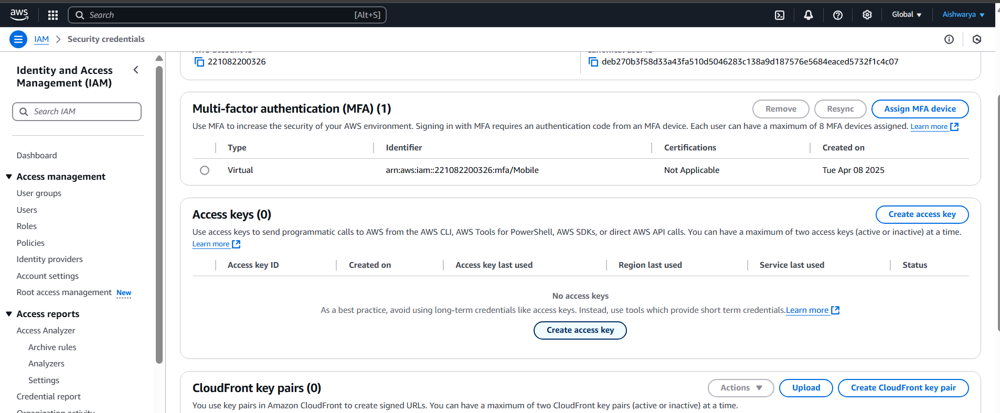 aws
Search
[Alt+S]
Global
Aishwarya
IAM
Security credentials
Identity and Access
Management (IAM)
Search IAM
Dashboard
Access management
User groups
Users
Roles
Policies
Identity providers
Account settings
Root access management New
Access reports
Access Analyzer
Archive rules
Analyzers
Settings
Credential report
221082200326
deb270b3f58d33a43fa510d5046283c138a9d187576e5684eaced5732f1c4c07
Multi-factor authentication (MFA) (1)
Remove
Resync
Assign MFA device
Use MFA to increase the security of your AWS environment. Signing in with MFA requires an authentication code from an MFA device. Each user can have a maximum of 8 MFA devices assigned. Learn more
Type Identifier Certifications Created on
Virtual arn:aws:iam::221082200326:mfa/Mobile Not Applicable Tue Apr 08 2025
Access keys (0)
Create access key
Use access keys to send programmatic calls to AWS from the AWS CLI, AWS Tools for PowerShell, AWS SDKs, or direct AWS API calls. You can have a maximum of two access keys (active or inactive) at a time.
Learn more
Access key ID Created on Access key last used Region last used Service last used Status
No access keys
As a best practice, avoid using long-term credentials like access keys. Instead, use tools which provide short term credentials. Learn more
Create access key
CloudFront key pairs (0)
Actions
Upload
Create CloudFront key pair
You use key pairs in Amazon CloudFront to create signed URLs. You can have a maximum of two CloudFront key pairs (active or inactive) at a time.